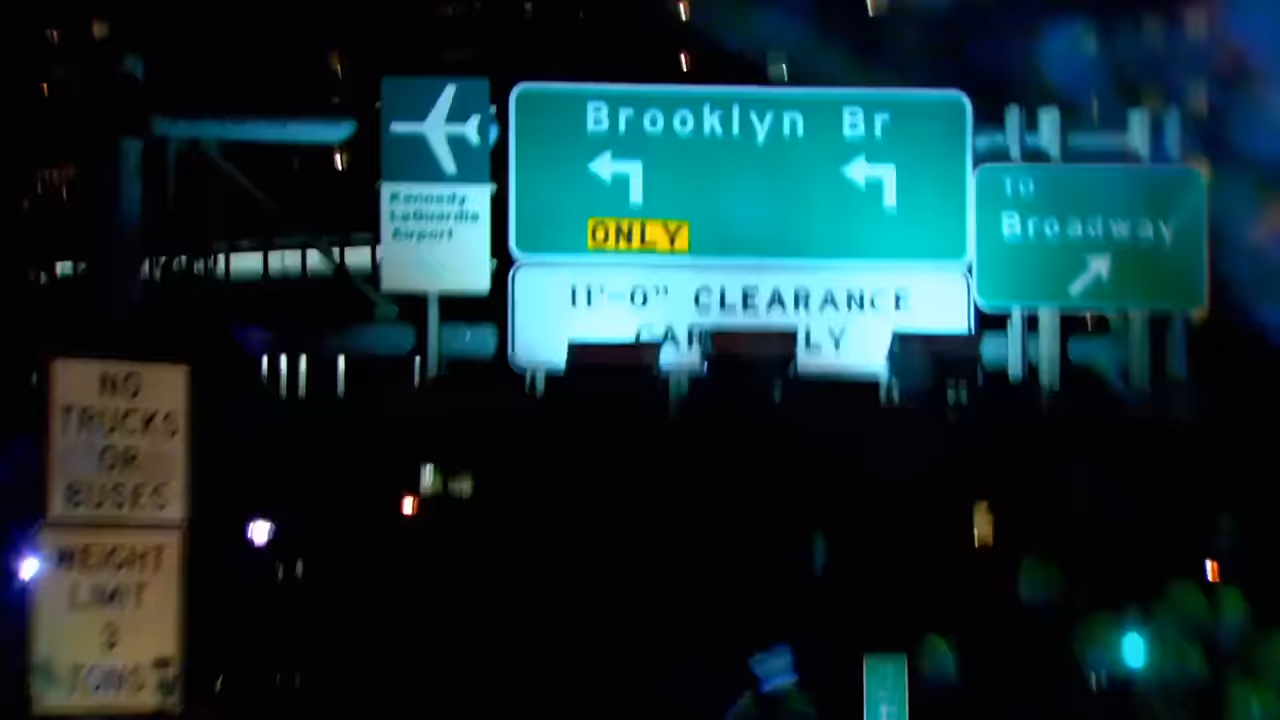 Kennedy
LaGuardia
Airport
Brooklyn Br
ONLY
11'-0" CLEARANCE
TO
Broadway
NO
TRUCKS
OR
BUSES
WEIGHT
LIMIT
3
TONS